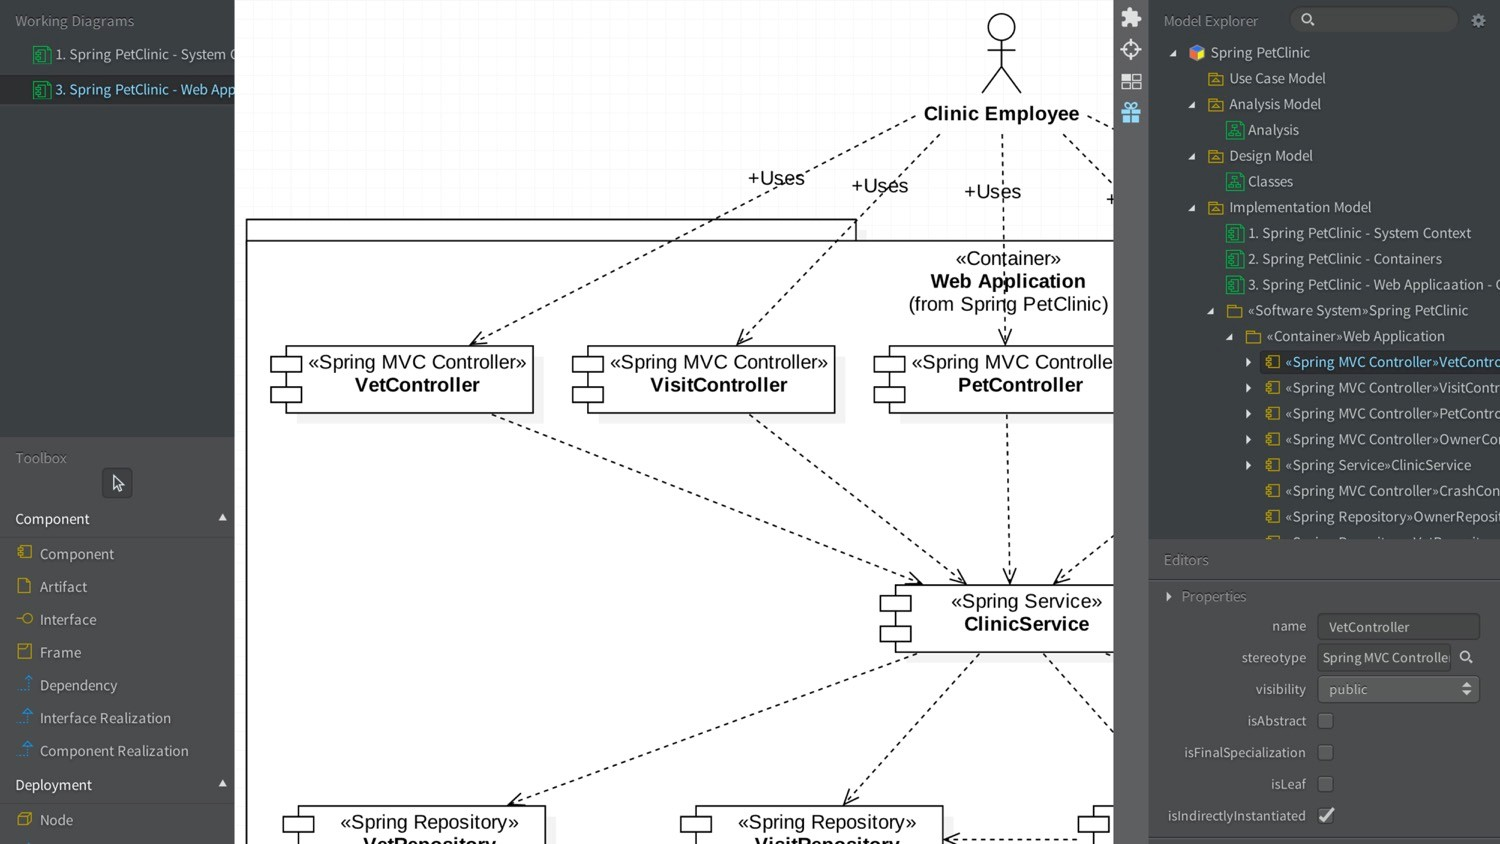 Working Diagrams
1. Spring PetClinic - System
3. Spring PetClinic - Web App
Toolbox
Component
Component
Artifact
Interface
Frame
Dependency
Interface Realization
Component Realization
Deployment
Node
Clinic Employee
+Uses
+Uses
+Uses
+
«Container»
Web Application
(from Spring PetClinic)
«Spring MVC Controller»
VetController
«Spring MVC Controller»
VisitController
«Spring MVC Controlle
PetController
«Spring Service»
ClinicService
«Spring Repository»
VetRepository
«Spring Repository»
VisitRepository
Model Explorer
Spring PetClinic
Use Case Model
Analysis Model
Analysis
Design Model
Classes
Implementation Model
1. Spring PetClinic - System Context
2. Spring PetClinic - Containers
3. Spring PetClinic - Web Applicaation - C
«Software System»Spring PetClinic
«Container»Web Application
«Spring MVC Controller»VetContro
«Spring MVC Controller»VisitContr
«Spring MVC Controller»PetContro
«Spring MVC Controller»OwnerCo
«Spring Service»ClinicService
«Spring MVC Controller»CrashCon
«Spring Repository»OwnerReposit
Editors
Properties
name VetController
stereotype Spring MVC Controlle
visibility public
isAbstract
isFinalSpecialization
isLeaf
isIndirectlyInstantiated